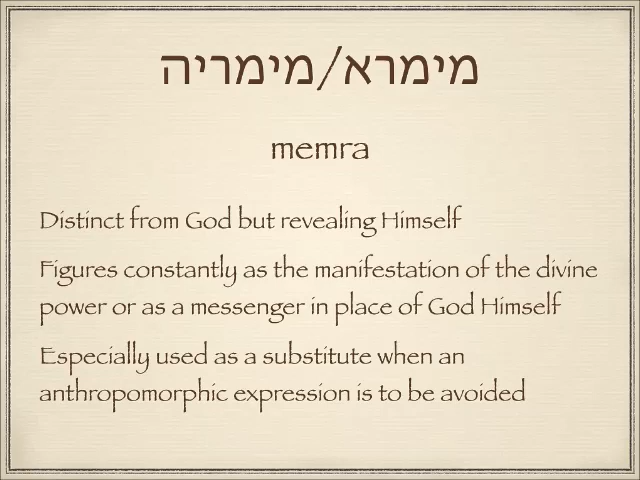 מימרא/מימריה
memra
Distinct from God but revealing Himself
Figures constantly as the manifestation of the divine
power or as a messenger in place of God Himself
Especially used as a substitute when an
anthropomorphic expression is to be avoided